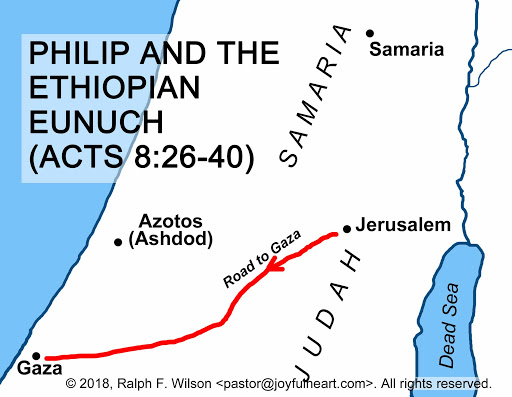 PHILIP AND THE
ETHIOPIAN
EUNUCH
(ACTS 8:26-40)
SAMARIA
Samaria
Azotos
(Ashdod)
Jerusalem
Road to Gaza
JUDAH
Dead Sea
Gaza
© 2018, Ralph F. Wilson <pastor@joyfulheart.com>. All rights reserved.